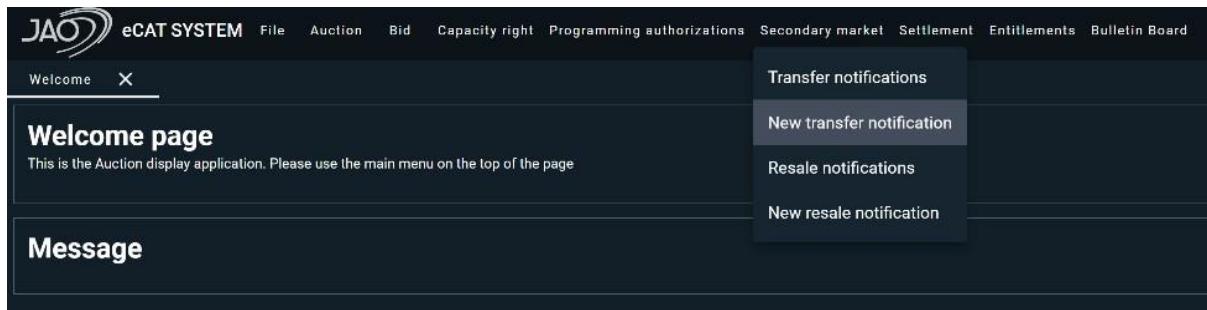 JAO eCAT SYSTEM File Auction Bid Capacity right Programming authorizations Secondary market Settlement Entitlements Bulletin Board
Welcome
Transfer notifications
New transfer notification
Resale notifications
New resale notification
Welcome page
This is the Auction display application. Please use the main menu on the top of the page
Message